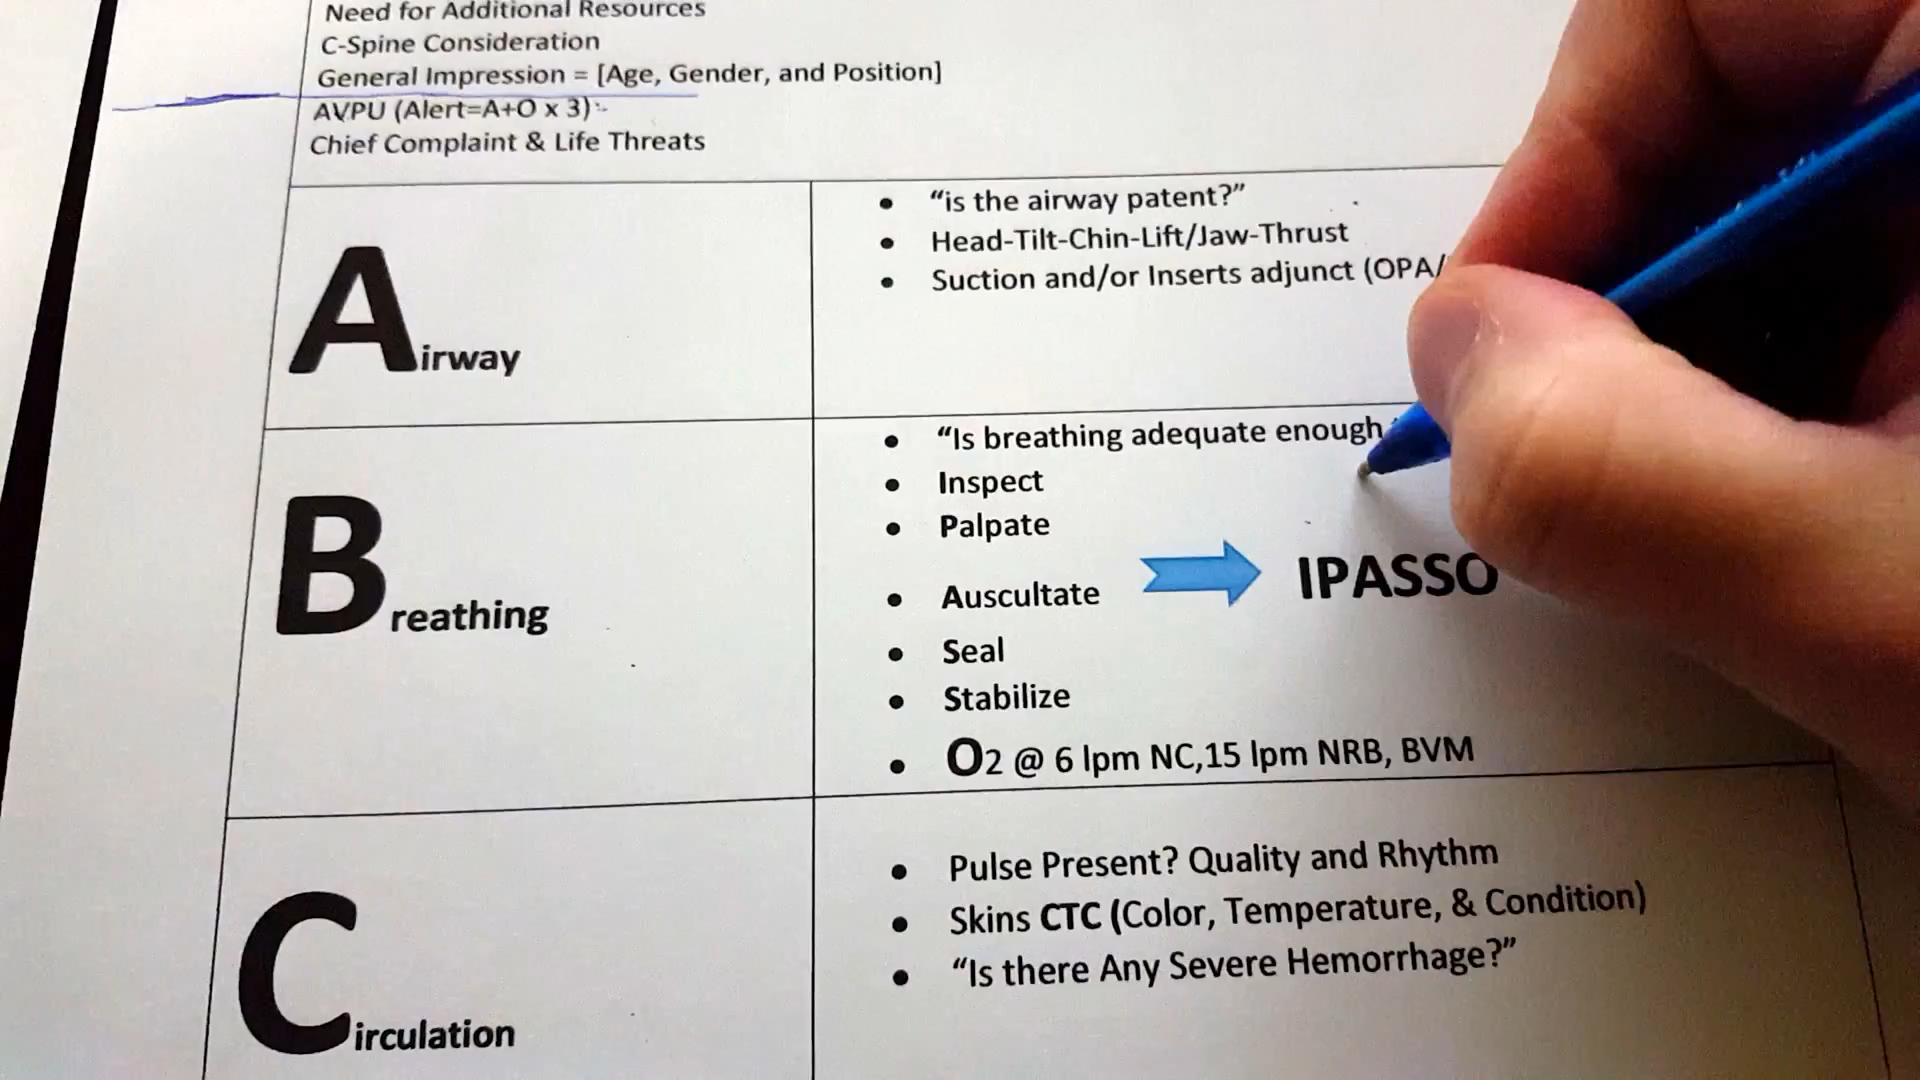 Need for Additional Resources
C-Spine Consideration
General Impression = [Age, Gender, and Position]
AVPU (Alert=A+O x 3)
Chief Complaint & Life Threats
Airway
• “is the airway patent?”
• Head-Tilt-Chin-Lift/Jaw-Thrust
• Suction and/or Inserts adjunct (OPA/
Breathing
• “Is breathing adequate enough
• Inspect
• Palpate
• Auscultate
IPASSO
• Seal
• Stabilize
• O2 @ 6 lpm NC,15 lpm NRB, BVM
Circulation
• Pulse Present? Quality and Rhythm
• Skins CTC (Color, Temperature, & Condition)
• “Is there Any Severe Hemorrhage?”